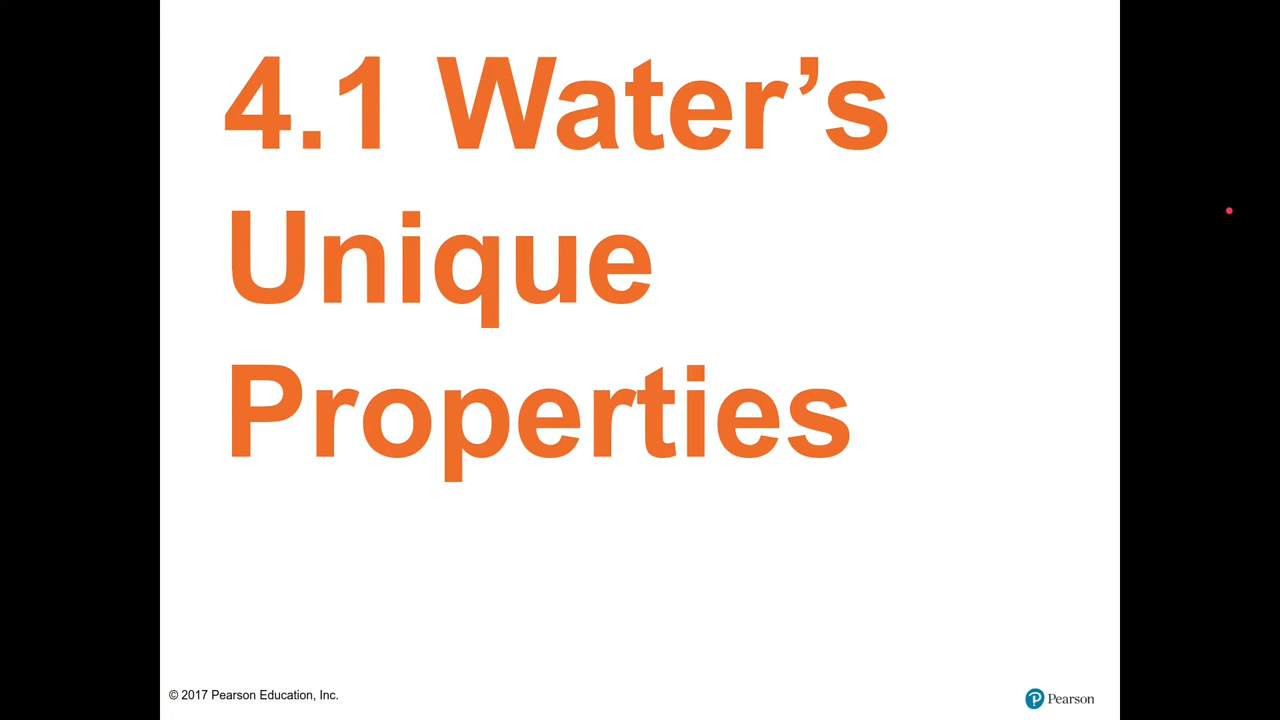 4.1 Water’s
Unique
Properties
© 2017 Pearson Education, Inc.
Pearson